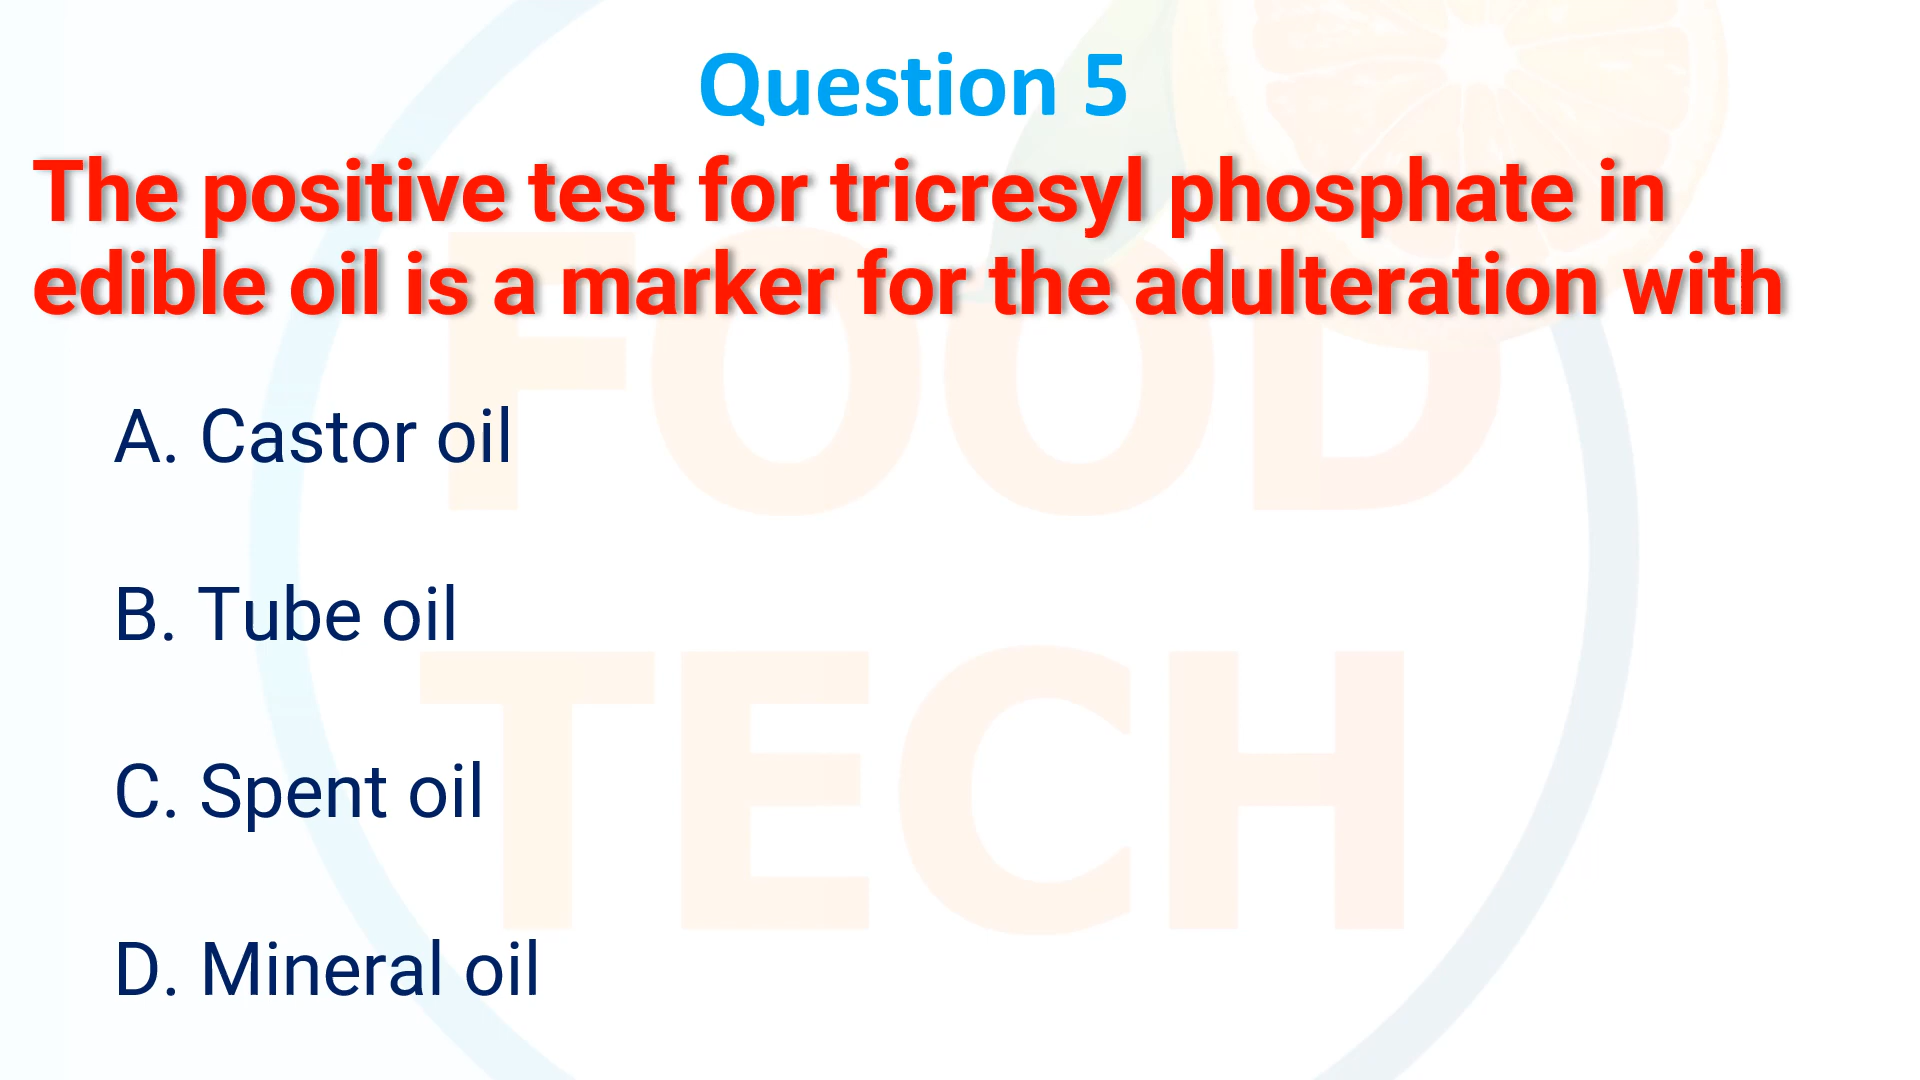 Question 5
The positive test for tricresyl phosphate in
edible oil is a marker for the adulteration with
A. Castor oil
B. Tube oil
C. Spent oil
D. Mineral oil
FOOD
TECH